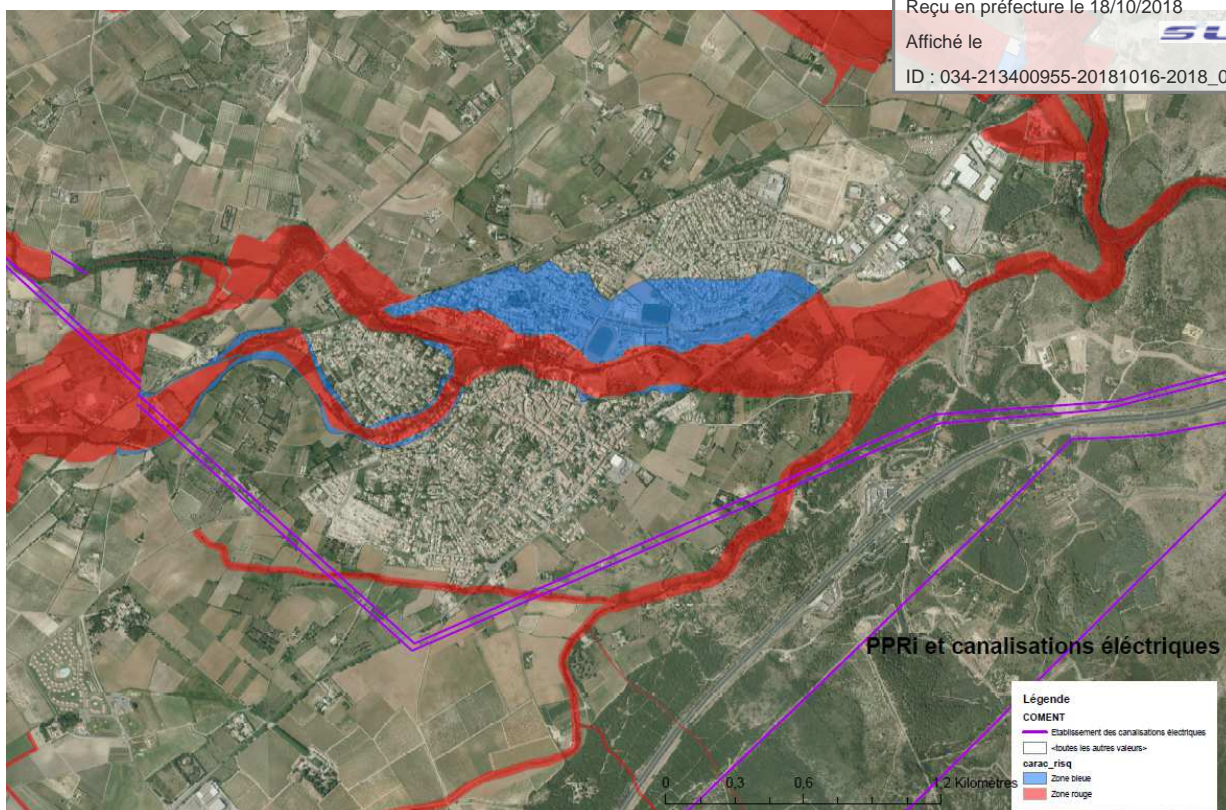 Reçu en préfecture le 18/10/2018
Affiché le
ID : 034-213400955-20181016-2018_0
PPRi et canalisations éléctriques
Légende
COMENT
Etablissement des canalisations électriques
<toutes les autres valeurs>
carac_risq
Zone bleue
Zone rouge
0 0,3 0,6 1,2 Kilomètres